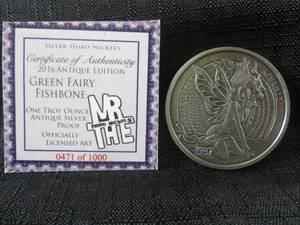 Silver Hobo Nickels
Certificate of Authenticity
2016 Antique Edition
Green Fairy
Fishbone
One Troy Ounce
Antique Silver
Proof
Officially
Licensed Art
MR
THE
0471 of 1000